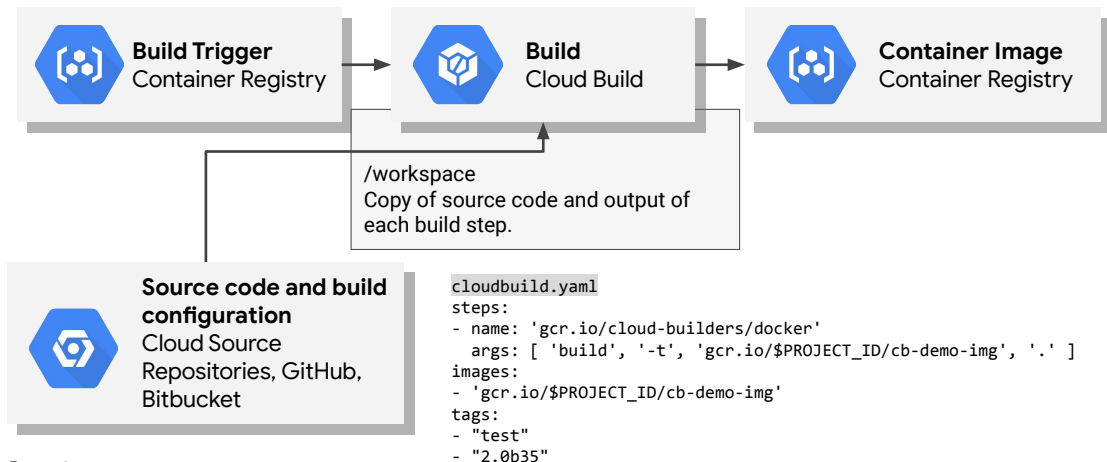 Build Trigger
Container Registry
Build
Cloud Build
Container Image
Container Registry
/workspace
Copy of source code and output of
each build step.
Source code and build
configuration
Cloud Source
Repositories, GitHub,
Bitbucket
cloudbuild.yaml
steps:
- name: 'gcr.io/cloud-builders/docker'
  args: [ 'build', '-t', 'gcr.io/$PROJECT_ID/cb-demo-img', '.' ]
images:
- 'gcr.io/$PROJECT_ID/cb-demo-img'
tags:
- "test"
- "2.0b35"